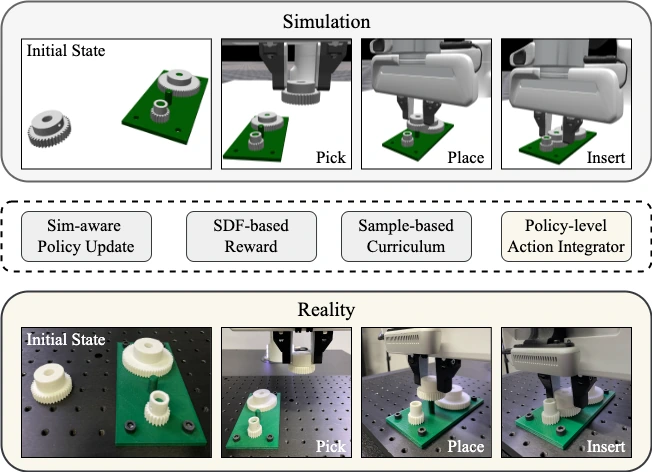 Simulation
Initial State
Pick
Place
Insert
Sim-aware
Policy Update
SDF-based
Reward
Sample-based
Curriculum
Policy-level
Action Integrator
Reality
Initial State
Pick
Place
Insert